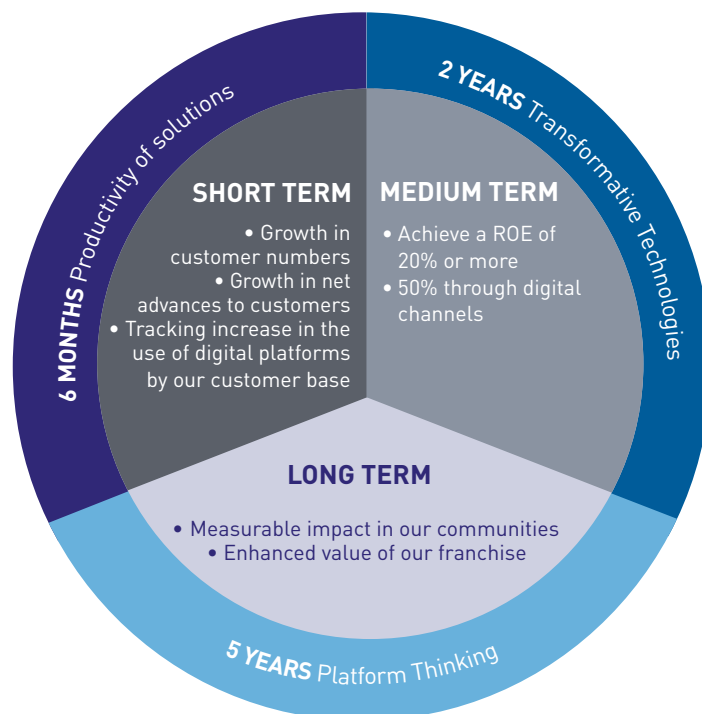 6 MONTHS Productivity of solutions
2 YEARS Transformative Technologies
SHORT TERM
• Growth in
customer numbers
• Growth in net
advances to customers
• Tracking increase in the
use of digital platforms
by our customer base
MEDIUM TERM
• Achieve a ROE of
20% or more
• 50% through digital
channels
LONG TERM
• Measurable impact in our communities
• Enhanced value of our franchise
5 YEARS Platform Thinking